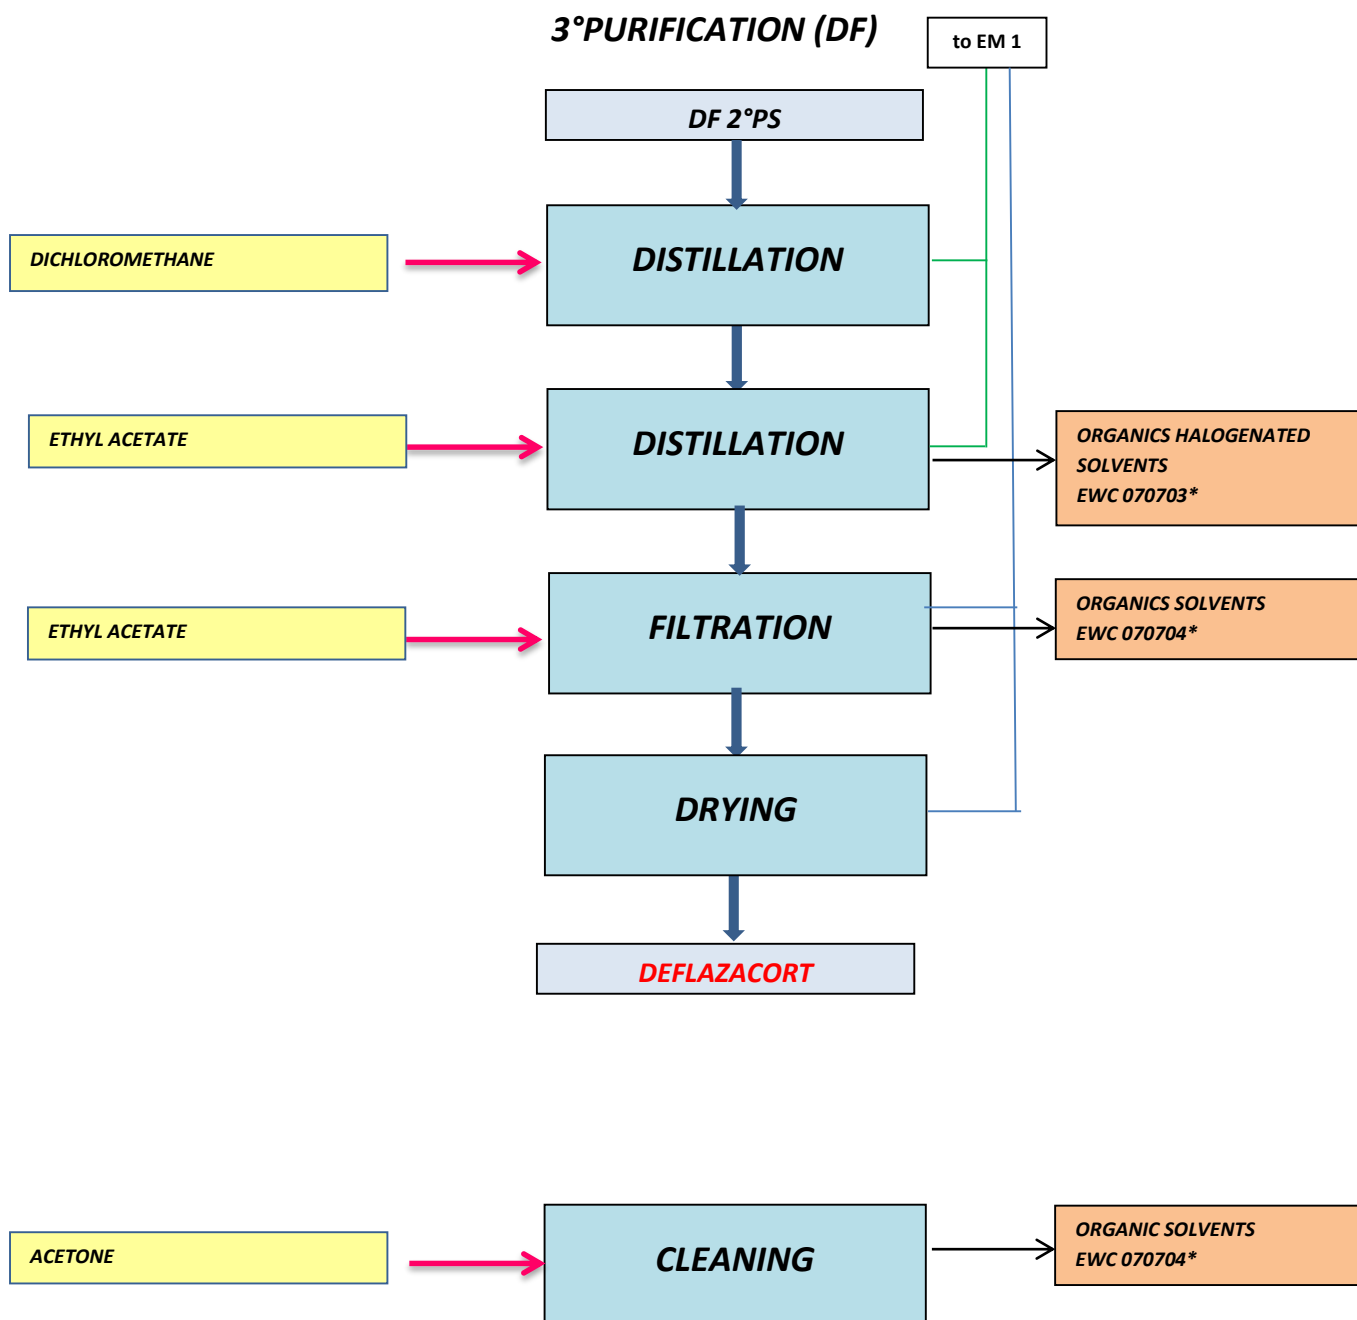 3°PURIFICATION (DF)
to EM 1
DF 2°PS
DICHLOROMETHANE
DISTILLATION
ETHYL ACETATE
DISTILLATION
ORGANICS HALOGENATED
SOLVENTS
EWC 070703*
ETHYL ACETATE
FILTRATION
ORGANICS SOLVENTS
EWC 070704*
DRYING
DEFLAZACORT
ACETONE
CLEANING
ORGANIC SOLVENTS
EWC 070704*